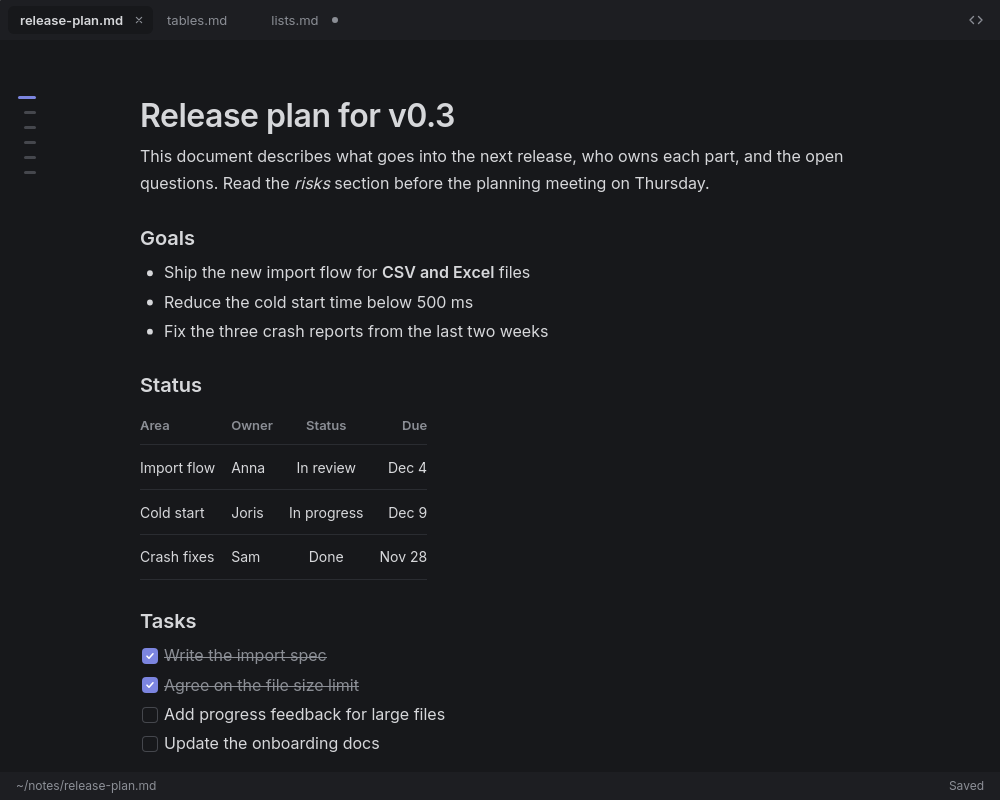 release-plan.md
tables.md
lists.md
Release plan for v0.3
This document describes what goes into the next release, who owns each part, and the open
questions. Read the risks section before the planning meeting on Thursday.
Goals
Ship the new import flow for CSV and Excel files
Reduce the cold start time below 500 ms
Fix the three crash reports from the last two weeks
Status
Area Owner Status Due
Import flow Anna In review Dec 4
Cold start Joris In progress Dec 9
Crash fixes Sam Done Nov 28
Tasks
Write the import spec
Agree on the file size limit
Add progress feedback for large files
Update the onboarding docs
~/notes/release-plan.md
Saved